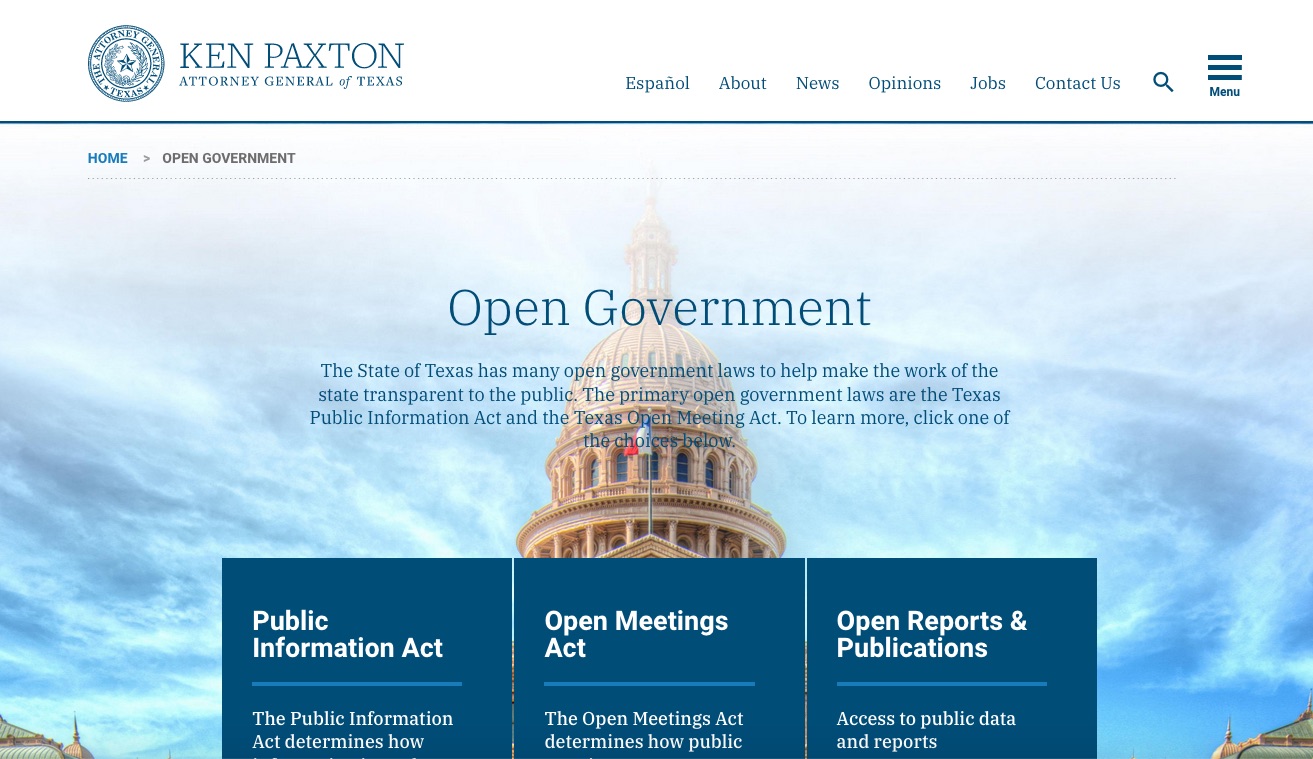 THE ATTORNEY GENERAL
TEXAS
KEN PAXTON
ATTORNEY GENERAL of TEXAS
Español About News Opinions Jobs Contact Us
Menu
HOME > OPEN GOVERNMENT
Open Government
The State of Texas has many open government laws to help make the work of the
state transparent to the public. The primary open government laws are the Texas
Public Information Act and the Texas Open Meeting Act. To learn more, click one of
the choices below.
Public
Information Act
The Public Information
Act determines how
Open Meetings
Act
The Open Meetings Act
determines how public
Open Reports &
Publications
Access to public data
and reports